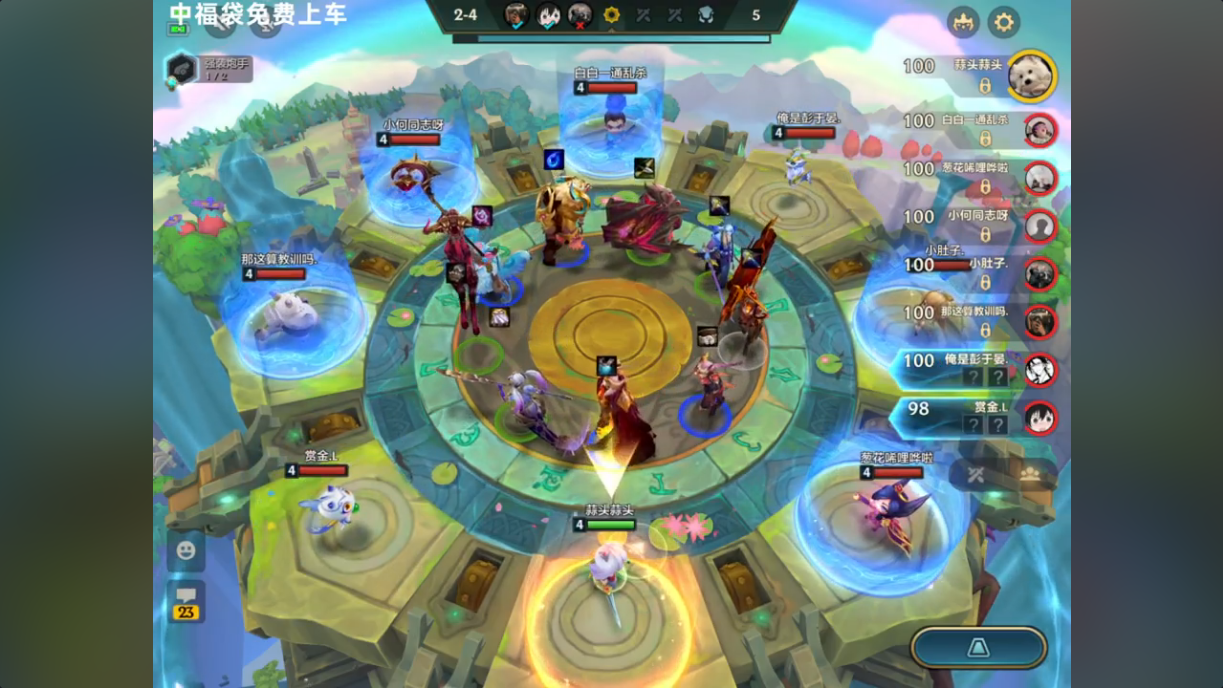 中福袋免费上车
2-4
5
强袭炮手
1/2
白白一通乱杀
4
小何同志呀
4
俺是彭于晏.
4
那这算教训吗.
4
小肚子.
赏金.L
4
葱花唏哩哗啦
4
蒜头蒜头
4
100 蒜头蒜头
100 白白一通乱杀
100 葱花唏哩哗啦
100 小何同志呀
100 小肚子.
100 那这算教训吗.
100 俺是彭于晏.
? ?
98 赏金.L
? ?
23